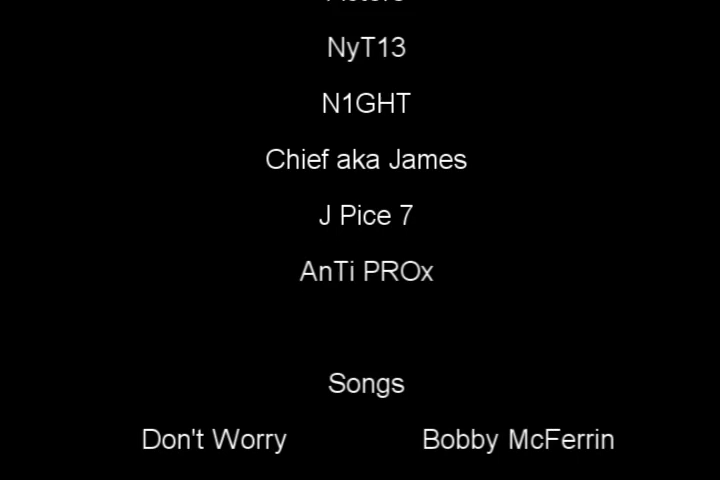 NyT13
N1GHT
Chief aka James
J Pice 7
AnTi PROx
Songs
Don't Worry Bobby McFerrin